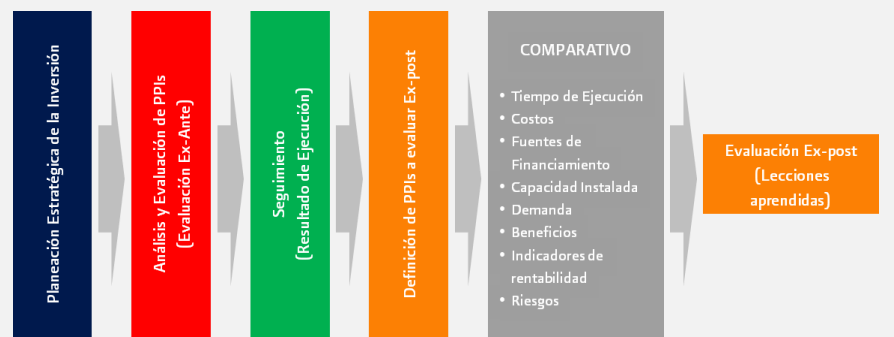 Planeación Estratégica de la Inversión
Análisis y Evaluación de PPIs
(Evaluación Ex-Ante)
Seguimiento
(Resultado de Ejecución)
Definición de PPIs a evaluar Ex-post
COMPARATIVO
• Tiempo de Ejecución
• Costos
• Fuentes de
Financiamiento
• Capacidad Instalada
• Demanda
• Beneficios
• Indicadores de
rentabilidad
• Riesgos
Evaluación Ex-post
(Lecciones
aprendidas)